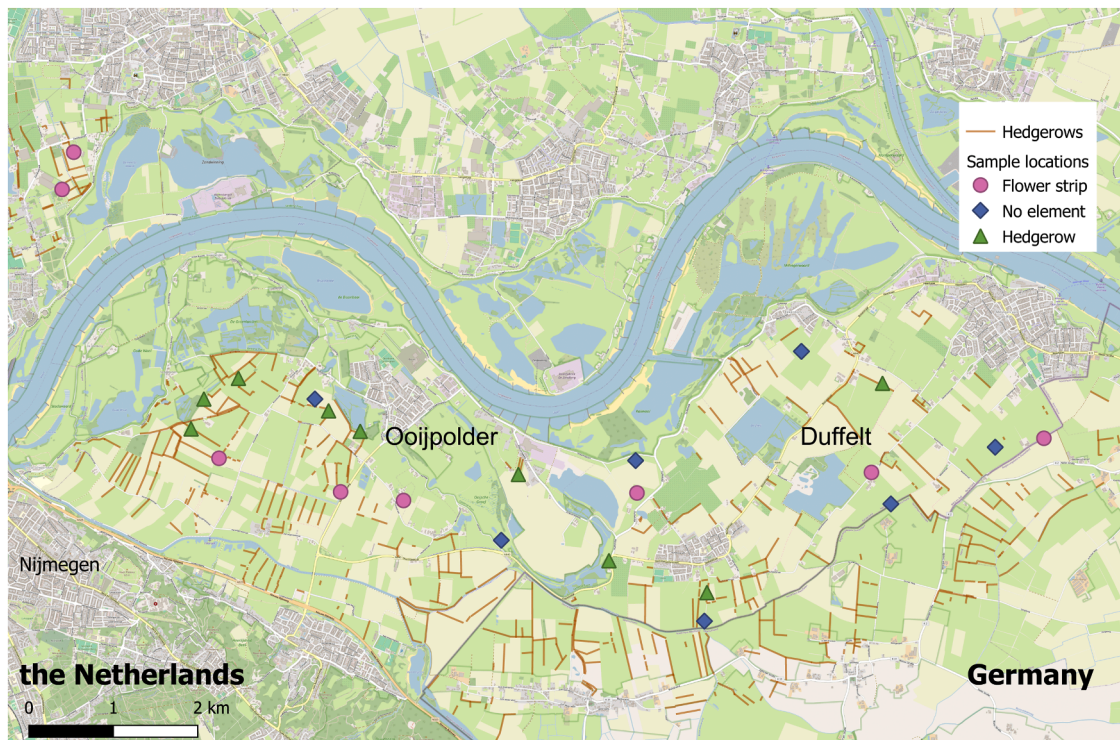 Hedgerows
Sample locations
Flower strip
No element
Hedgerow
Ooijpolder
Duffelt
Nijmegen
the Netherlands
Germany
0 1 2 km